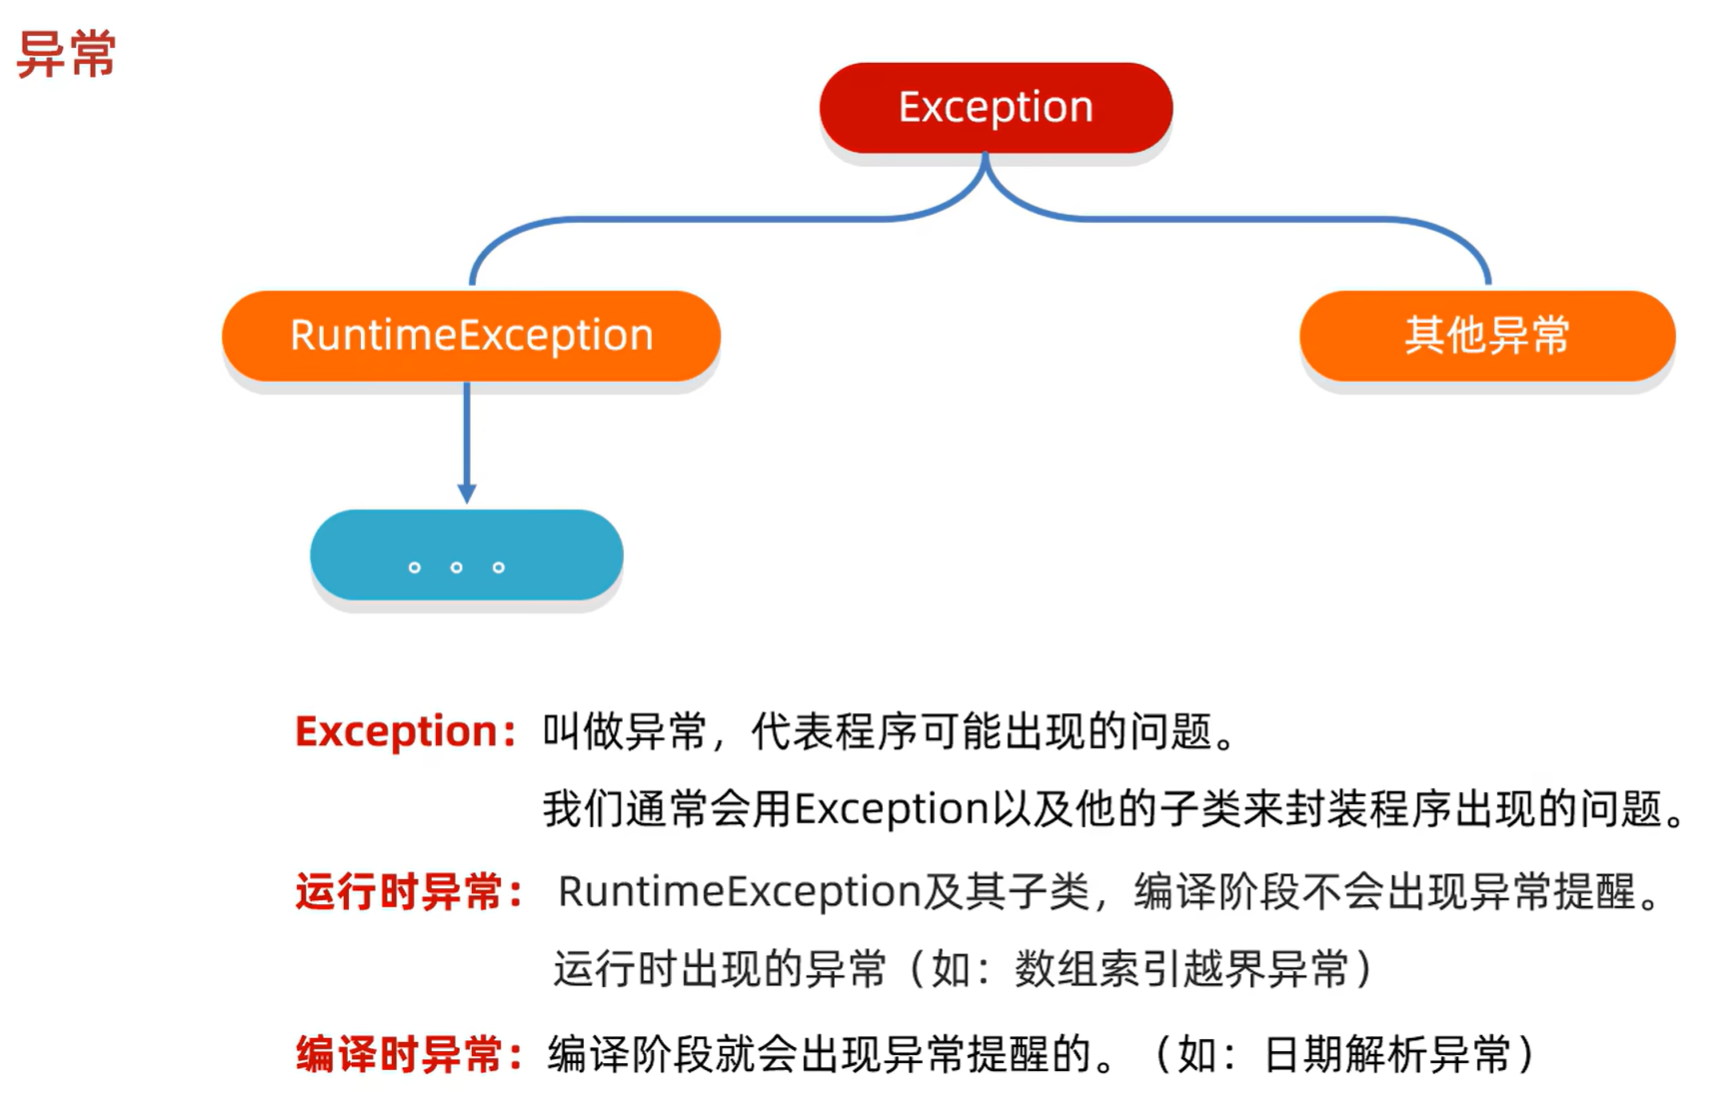 异常
Exception
RuntimeException
其他异常
。。。
Exception：叫做异常，代表程序可能出现的问题。
我们通常会用Exception以及他的子类来封装程序出现的问题。
运行时异常： RuntimeException及其子类，编译阶段不会出现异常提醒。
运行时出现的异常（如：数组索引越界异常）
编译时异常：编译阶段就会出现异常提醒的。（如：日期解析异常）